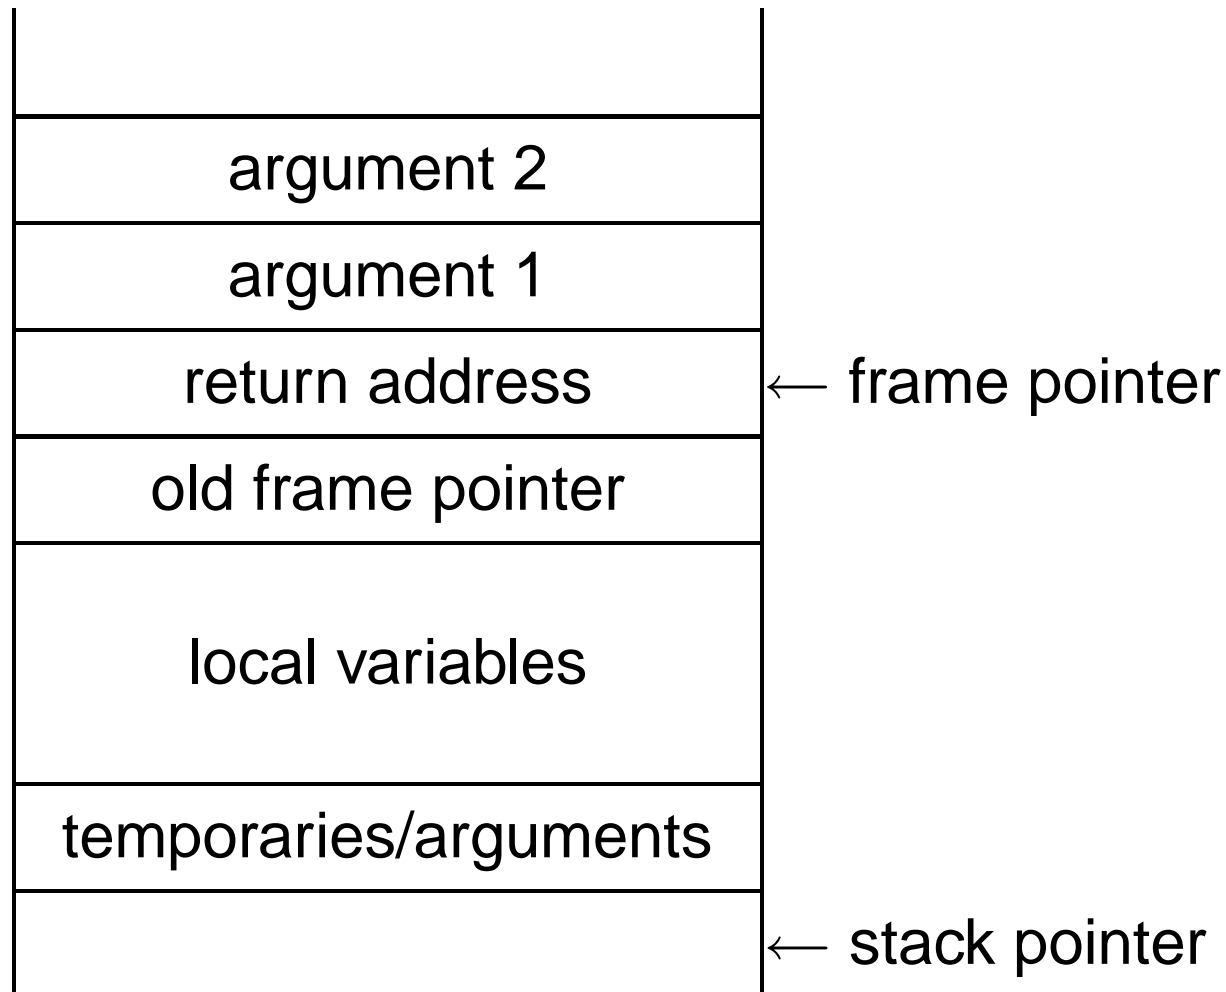 argument 2
argument 1
return address
← frame pointer
old frame pointer
local variables
temporaries/arguments
← stack pointer